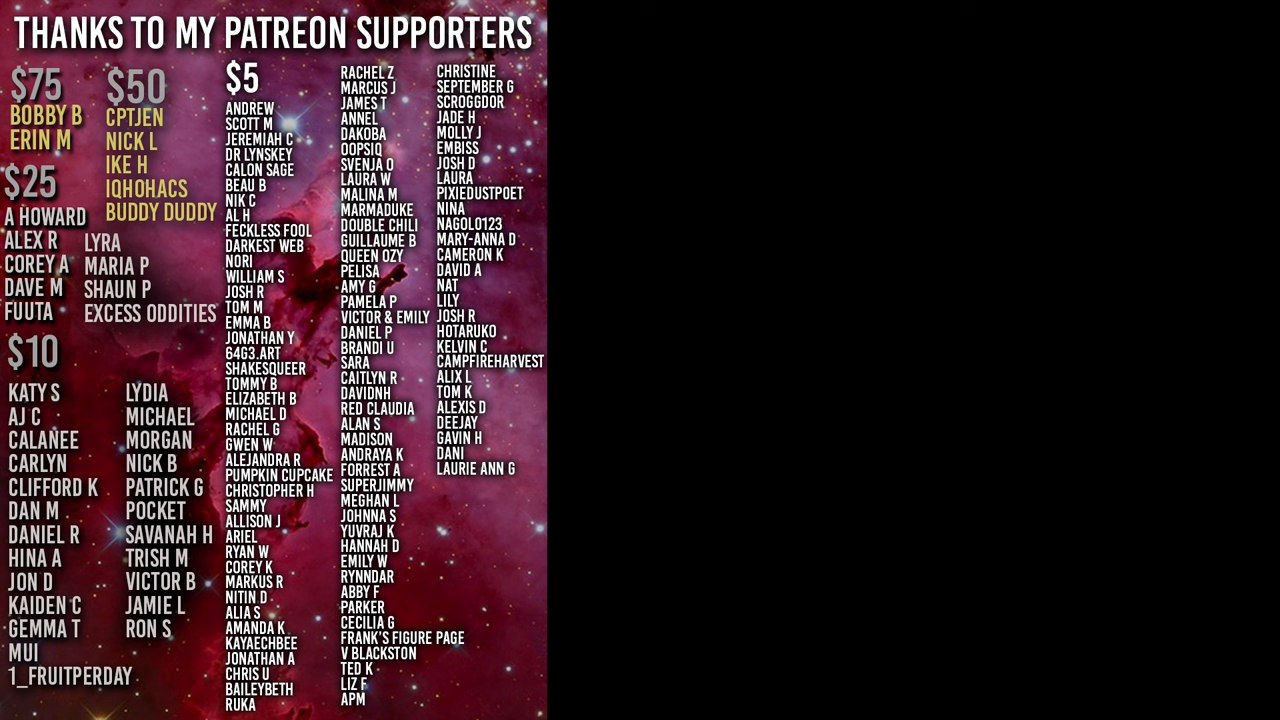 THANKS TO MY PATREON SUPPORTERS
$75
BOBBY B
ERIN M
$50
CPTJEN
NICK L
IKE H
IQHOHACS
BUDDY DUDDY
$25
A HOWARD
ALEX R
COREY A
DAVE M
FUUTA
LYRA
MARIA P
SHAUN P
EXCESS ODDITIES
$10
KATY S
AJ C
CALANEE
CARLYN
CLIFFORD K
DAN M
DANIEL R
HINA A
JON D
KAIDEN C
GEMMA T
MUI
1_FRUITPERDAY
LYDIA
MICHAEL
MORGAN
NICK B
PATRICK G
POCKET
SAVANAH H
TRISH M
VICTOR B
JAMIE L
RON S
$5
ANDREW
SCOTT M
JEREMIAH C
DR LYNSKEY
CALON SAGE
BEAU B
NIK C
AL H
FECKLESS FOOL
DARKEST WEB
NORI
WILLIAM S
JOSH R
TOM M
EMMA B
JONATHAN Y
64G3.ART
SHAKESQUEER
TOMMY B
ELIZABETH B
MICHAEL D
RACHEL G
GWEN W
ALEJANDRA R
PUMPKIN CUPCAKE
CHRISTOPHER H
SAMMY
ALLISON J
ARIEL
RYAN W
COREY K
MARKUS R
NITIN D
ALIA S
AMANDA K
KAYAECHBEE
JONATHAN A
CHRIS U
BAILEYBETH
RUKA
RACHEL Z
MARCUS J
JAMES T
ANNEL
DAKOBA
OOPSIQ
SVENJA O
LAURA W
MALINA M
MARMADUKE
DOUBLE CHILI
GUILLAUME B
QUEEN OZY
PELISA
AMY G
PAMELA P
VICTOR & EMILY
DANIEL P
BRANDI U
SARA
CAITLYN R
DAVIDNH
RED CLAUDIA
ALAN S
MADISON
ANDRAYA K
FORREST A
SUPERJIMMY
MEGHAN L
JOHNNA S
YUVRAJ K
HANNAH D
EMILY W
RYNNDAR
ABBY F
PARKER
CECILIA G
FRANK'S FIGURE PAGE
V BLACKSTON
TED K
LIZ F
APM
CHRISTINE
SEPTEMBER G
SCROGGDOR
JADE H
MOLLY J
EMBISS
JOSH D
LAURA
PIXIEDUSTPOET
NINA
NAGOLO123
MARY-ANNA D
CAMERON K
DAVID A
NAT
LILY
JOSH R
HOTARUKO
KELVIN C
CAMPFIREHARVEST
ALIX L
TOM K
ALEXIS D
DEEJAY
GAVIN H
DANI
LAURIE ANN G